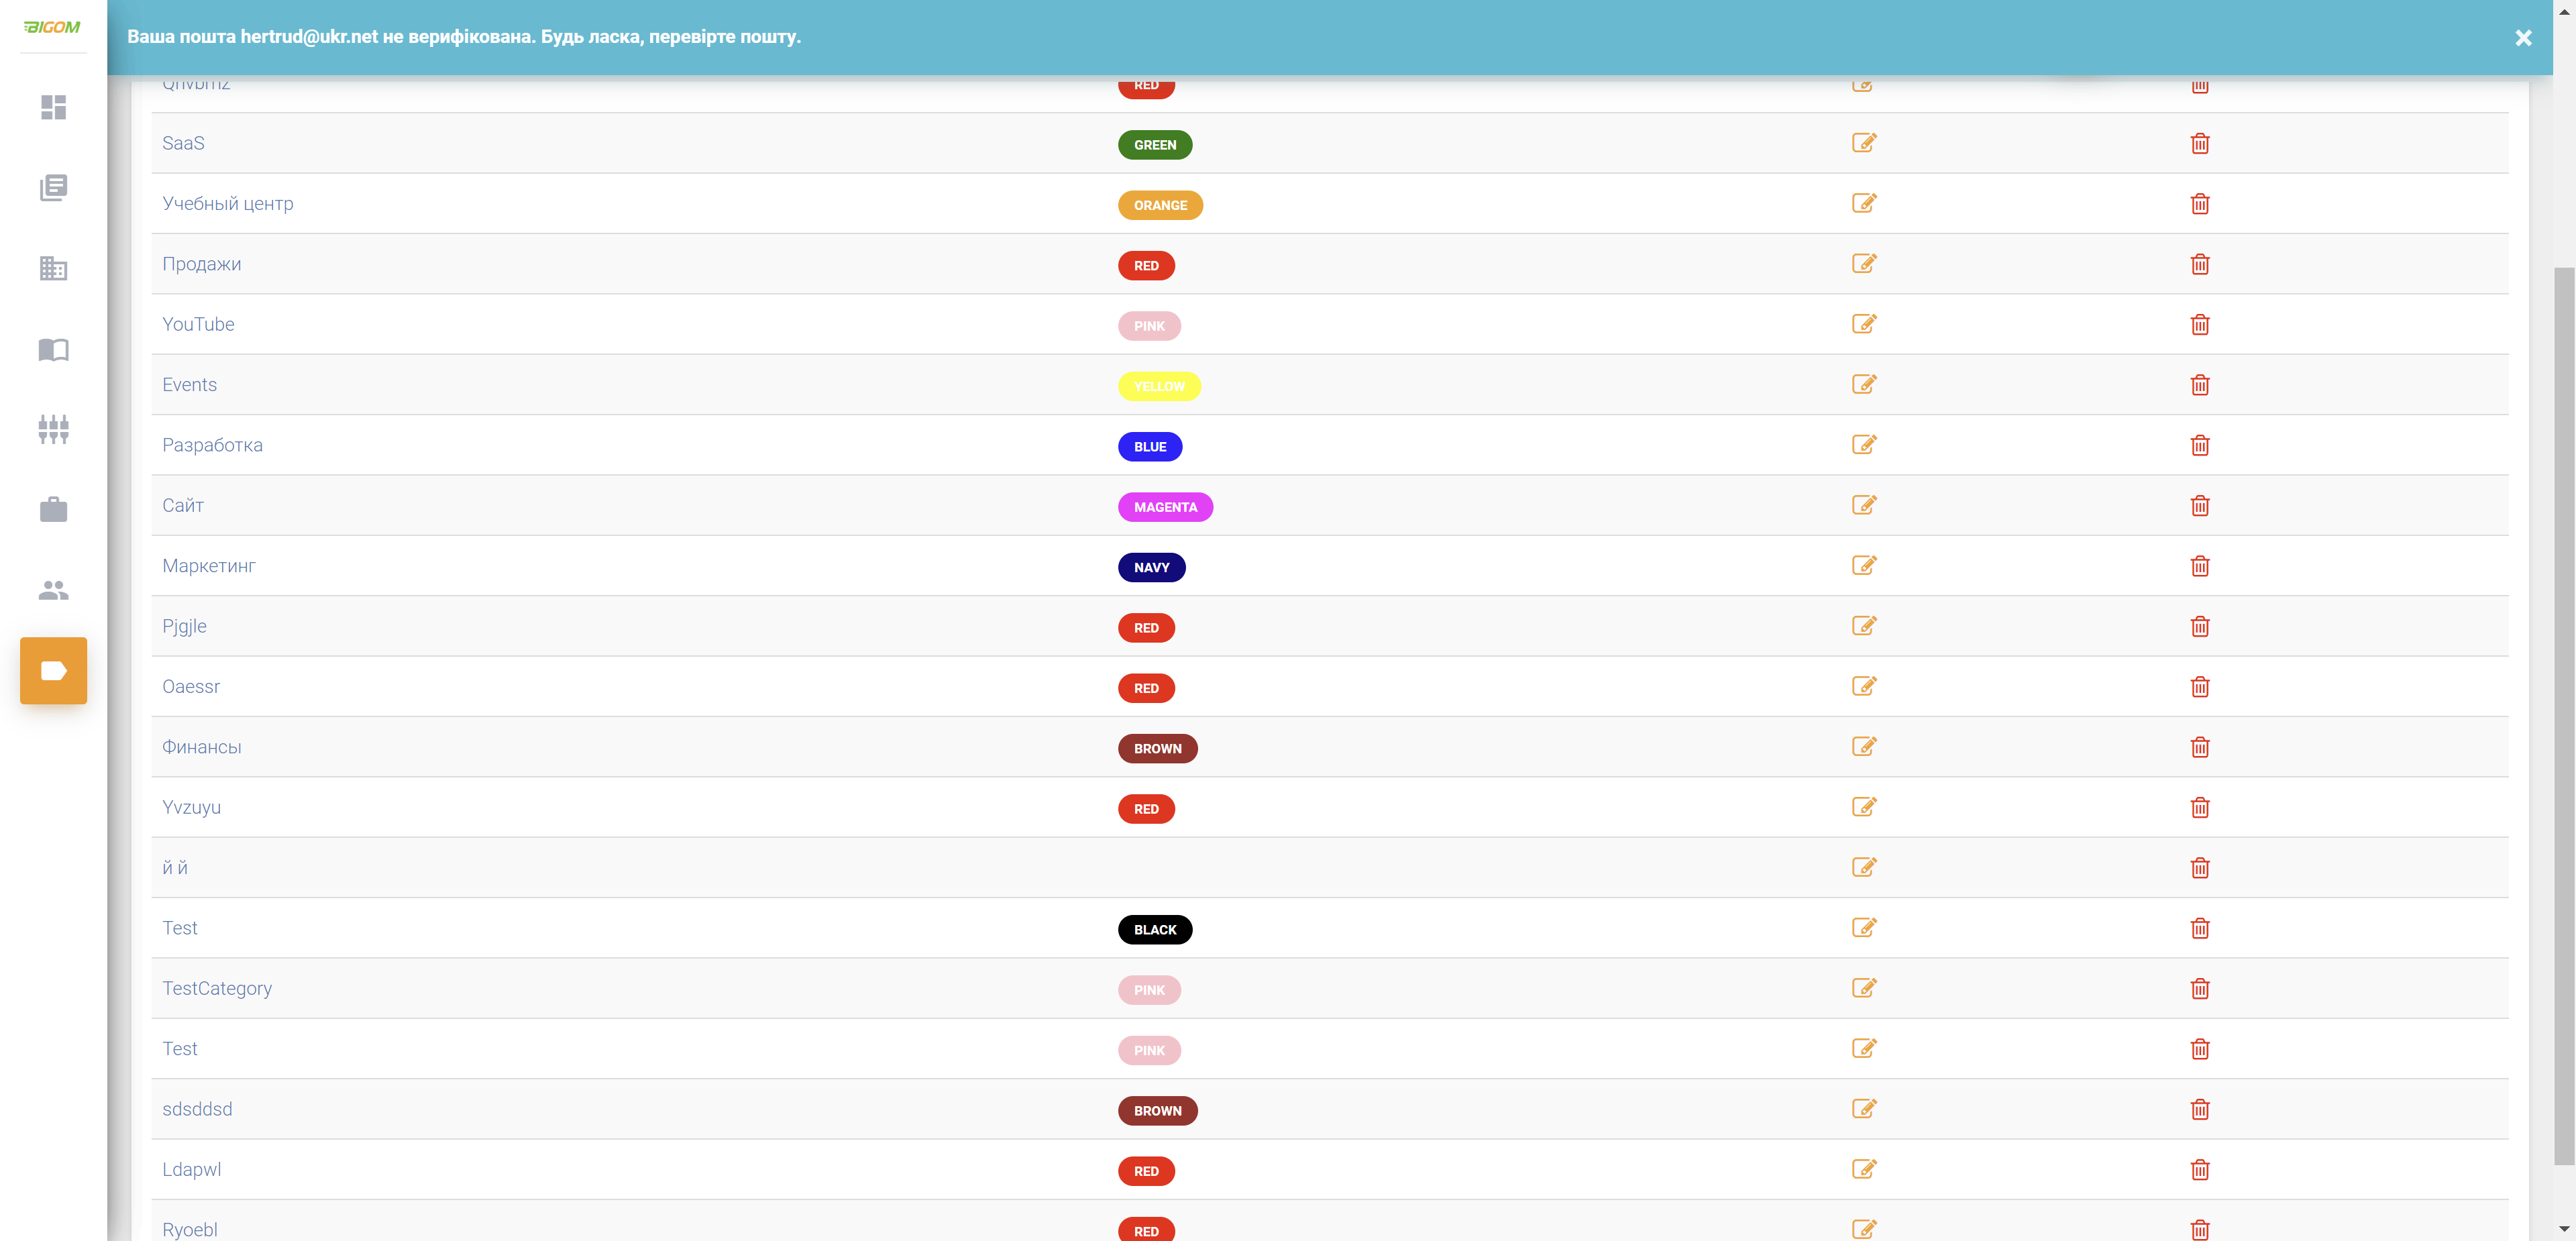 BIGOM
Ваша пошта hertrud@ukr.net не верифікована. Будь ласка, перевірте пошту.
RED
SaaS GREEN
Учебный центр ORANGE
Продажи RED
YouTube PINK
Events YELLOW
Разработка BLUE
Сайт MAGENTA
Маркетинг NAVY
Pjgjle RED
Oaessr RED
Финансы BROWN
Yvzuyu RED
й й
Test BLACK
TestCategory PINK
Test PINK
sdsddsd BROWN
Ldapwl RED
Ryoebl RED